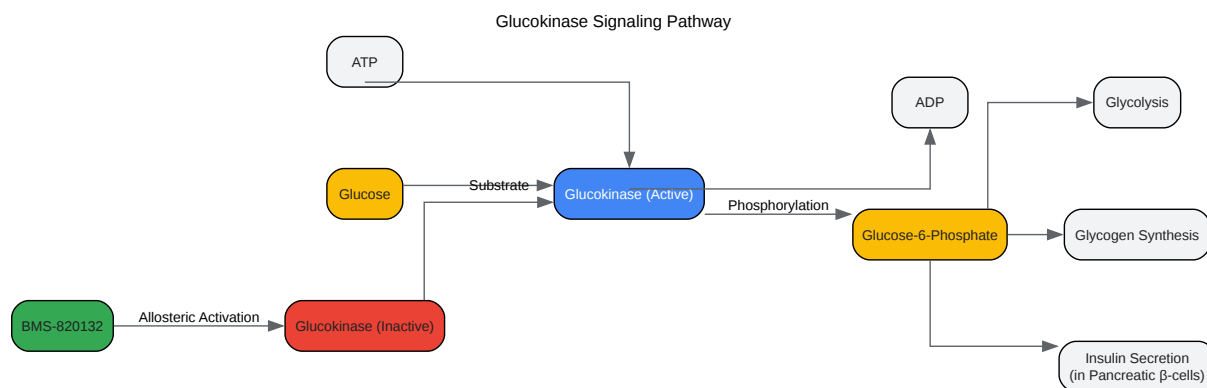 Glucokinase Signaling Pathway
ATP
ADP
Glycolysis
Glucose
Substrate
Glucokinase (Active)
Phosphorylation
Glucose-6-Phosphate
Glycogen Synthesis
BMS-820132
Allosteric Activation
Glucokinase (Inactive)
Insulin Secretion
(in Pancreatic β-cells)